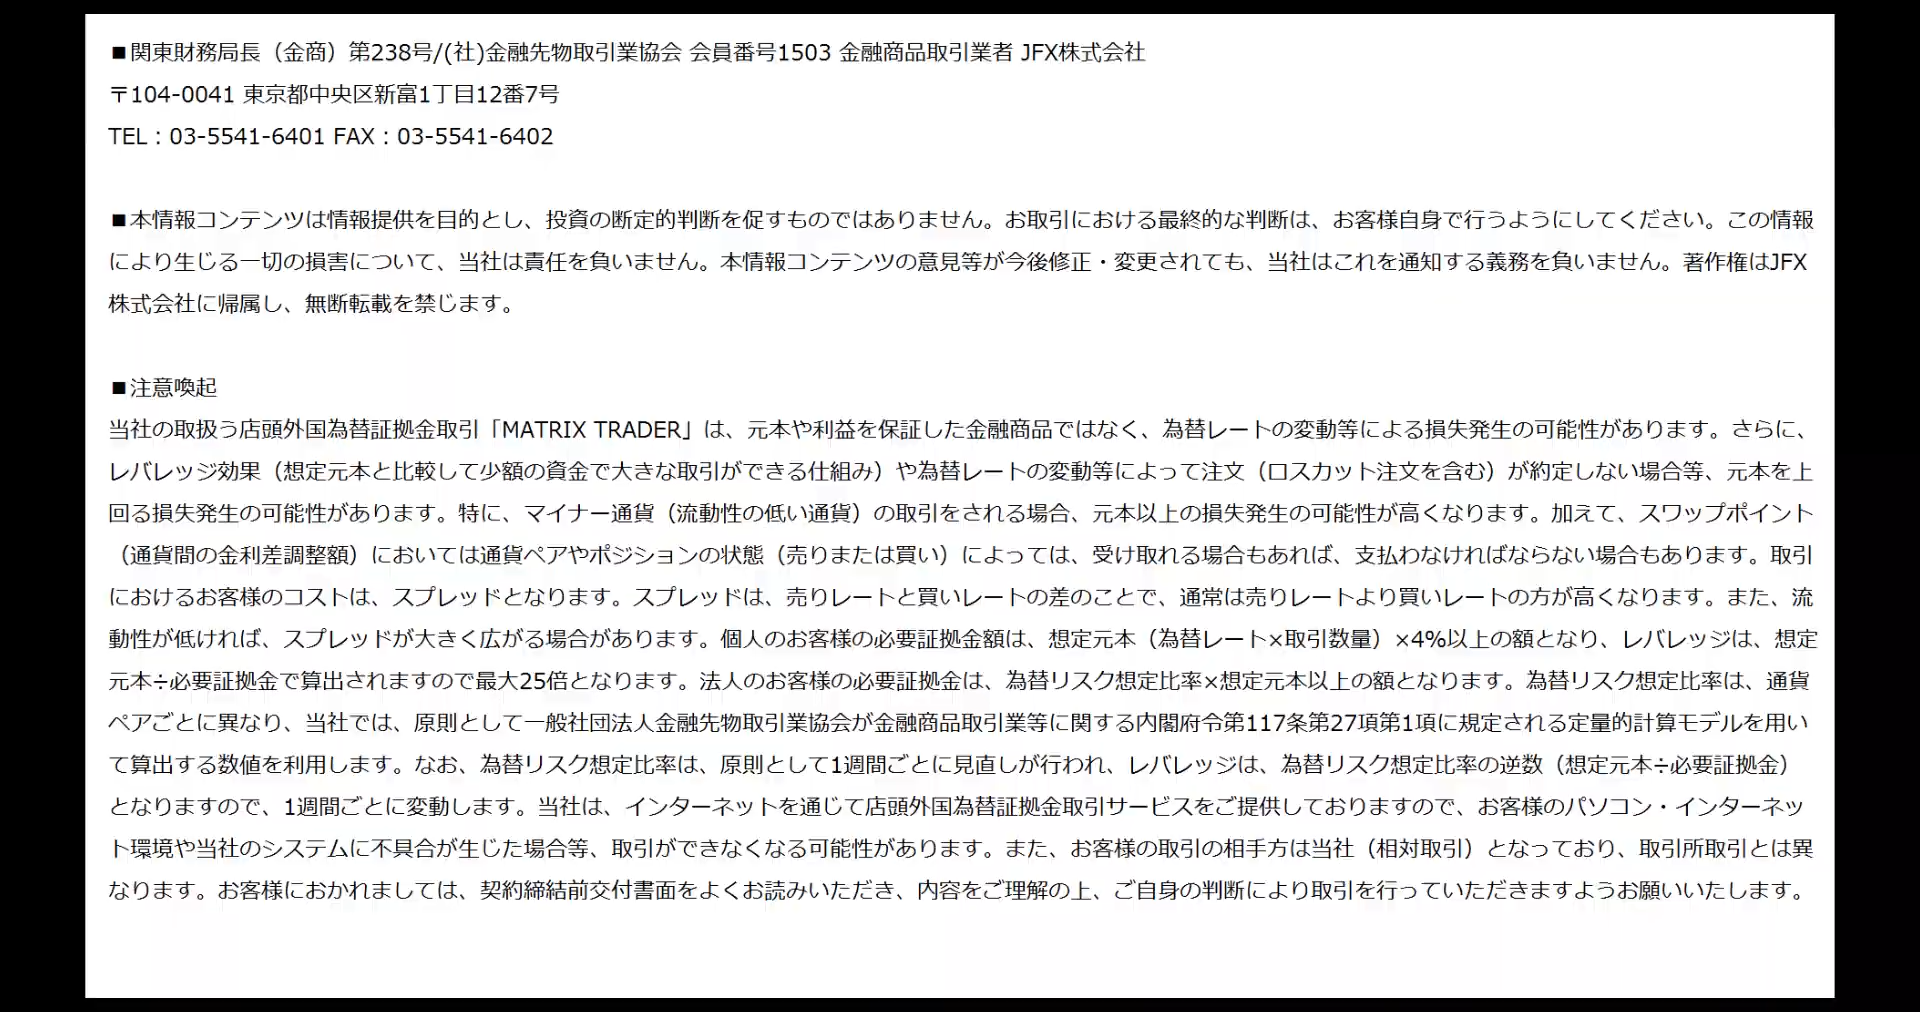 ■関東財務局長（金商）第238号/(社)金融先物取引業協会 会員番号1503 金融商品取引業者 JFX株式会社
〒104-0041 東京都中央区新富1丁目12番7号
TEL：03-5541-6401 FAX：03-5541-6402
■本情報コンテンツは情報提供を目的とし、投資の断定的判断を促すものではありません。お取引における最終的な判断は、お客様自身で行うようにしてください。この情報
により生じる一切の損害について、当社は責任を負いません。本情報コンテンツの意見等が今後修正・変更されても、当社はこれを通知する義務を負いません。著作権はJFX
株式会社に帰属し、無断転載を禁じます。
■注意喚起
当社の取扱う店頭外国為替証拠金取引「MATRIX TRADER」は、元本や利益を保証した金融商品ではなく、為替レートの変動等による損失発生の可能性があります。さらに、
レバレッジ効果（想定元本と比較して少額の資金で大きな取引ができる仕組み）や為替レートの変動等によって注文（ロスカット注文を含む）が約定しない場合等、元本を上
回る損失発生の可能性があります。特に、マイナー通貨（流動性の低い通貨）の取引をされる場合、元本以上の損失発生の可能性が高くなります。加えて、スワップポイント
（通貨間の金利差調整額）においては通貨ペアやポジションの状態（売りまたは買い）によっては、受け取れる場合もあれば、支払わなければならない場合もあります。取引
におけるお客様のコストは、スプレッドとなります。スプレッドは、売りレートと買いレートの差のことで、通常は売りレートより買いレートの方が高くなります。また、流
動性が低ければ、スプレッドが大きく広がる場合があります。個人のお客様の必要証拠金額は、想定元本（為替レート×取引数量）×4%以上の額となり、レバレッジは、想定
元本÷必要証拠金で算出されますので最大25倍となります。法人のお客様の必要証拠金は、為替リスク想定比率×想定元本以上の額となります。為替リスク想定比率は、通貨
ペアごとに異なり、当社では、原則として一般社団法人金融先物取引業協会が金融商品取引業等に関する内閣府令第117条第27項第1項に規定される定量的計算モデルを用い
て算出する数値を利用します。なお、為替リスク想定比率は、原則として1週間ごとに見直しが行われ、レバレッジは、為替リスク想定比率の逆数（想定元本÷必要証拠金）
となりますので、1週間ごとに変動します。当社は、インターネットを通じて店頭外国為替証拠金取引サービスをご提供しておりますので、お客様のパソコン・インターネッ
ト環境や当社のシステムに不具合が生じた場合等、取引ができなくなる可能性があります。また、お客様の取引の相手方は当社（相対取引）となっており、取引所取引とは異
なります。お客様におかれましては、契約締結前交付書面をよくお読みいただき、内容をご理解の上、ご自身の判断により取引を行っていただきますようお願いいたします。